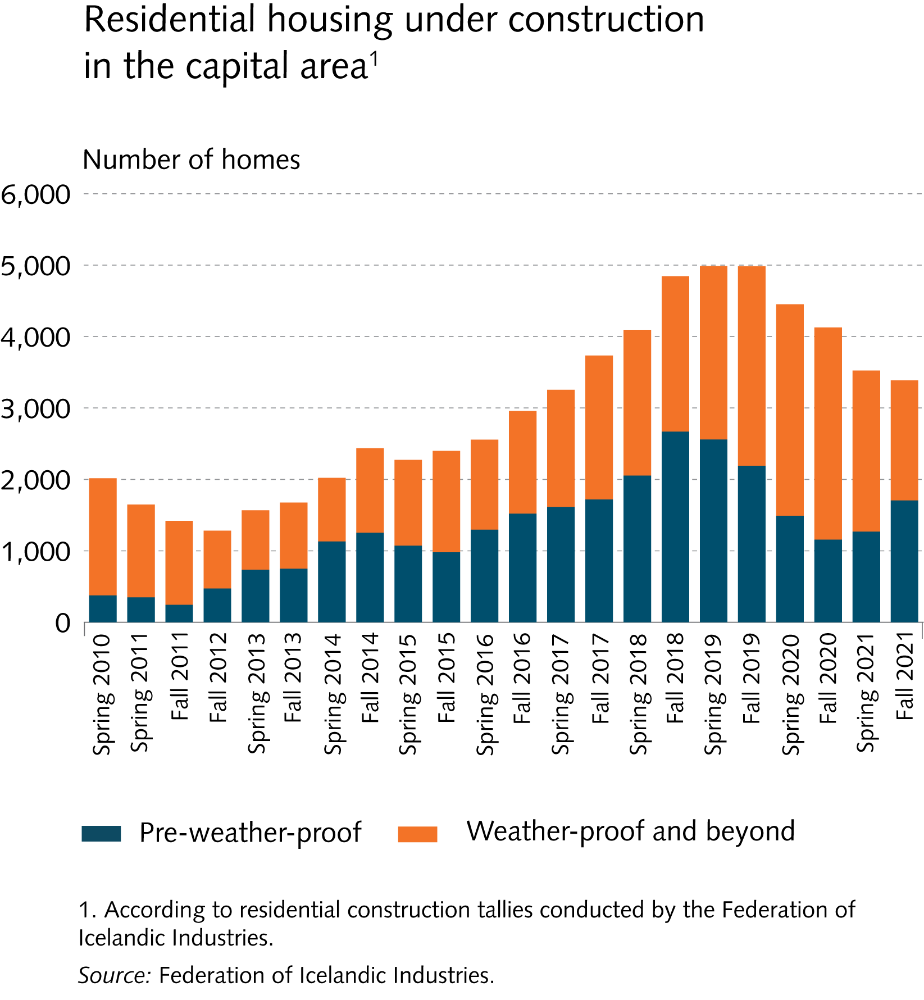 Residential housing under construction
in the capital area¹
Number of homes
6,000
5,000
4,000
3,000
2,000
1,000
0
Spring 2010
Spring 2011
Fall 2011
Fall 2012
Spring 2013
Fall 2013
Spring 2014
Fall 2014
Spring 2015
Fall 2015
Spring 2016
Fall 2016
Spring 2017
Fall 2017
Spring 2018
Fall 2018
Spring 2019
Fall 2019
Spring 2020
Fall 2020
Spring 2021
Fall 2021
Pre-weather-proof
Weather-proof and beyond
1. According to residential construction tallies conducted by the Federation of
Icelandic Industries.
Source: Federation of Icelandic Industries.